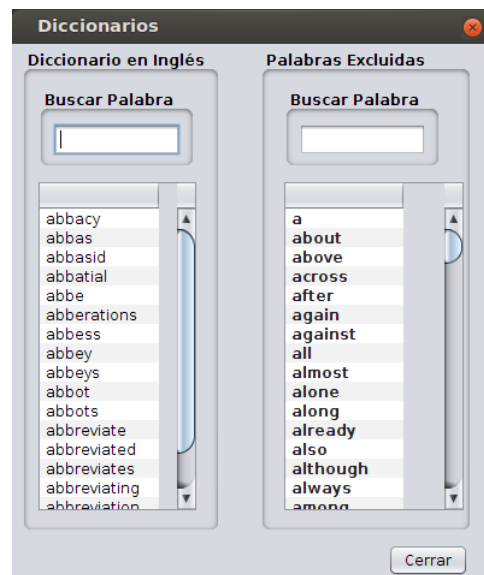 Diccionarios
Diccionario en Inglés
Buscar Palabra
abbacy
abbas
abbasid
abbatial
abbe
abberations
abbess
abbey
abbeys
abbot
abbots
abbreviate
abbreviated
abbreviates
abbreviating
abbreviation
Palabras Excluidas
Buscar Palabra
a
about
above
across
after
again
against
all
almost
alone
along
already
also
although
always
among
Cerrar